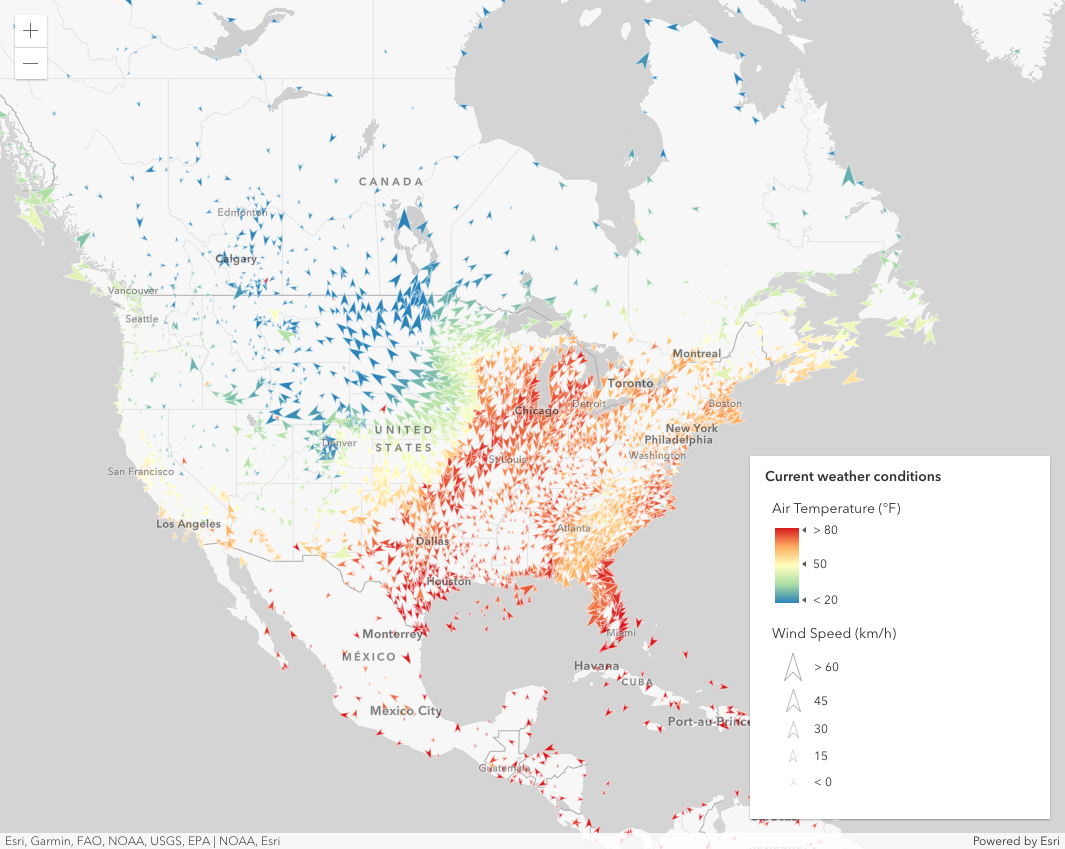 +
−
CANADA
Edmonton
Calgary
Vancouver
Seattle
Montreal
Toronto
Chicago
Detroit
Boston
New York
Philadelphia
UNITED
STATES
Denver
St Louis
Washington
San Francisco
Los Angeles
Atlanta
Dallas
Houston
Monterrey
MÉXICO
Miami
Havana
CUBA
Mexico City
Port-au-Prince
Guatemala
Current weather conditions
Air Temperature (°F)
> 80
50
< 20
Wind Speed (km/h)
> 60
45
30
15
< 0
Esri, Garmin, FAO, NOAA, USGS, EPA | NOAA, Esri
Powered by Esri